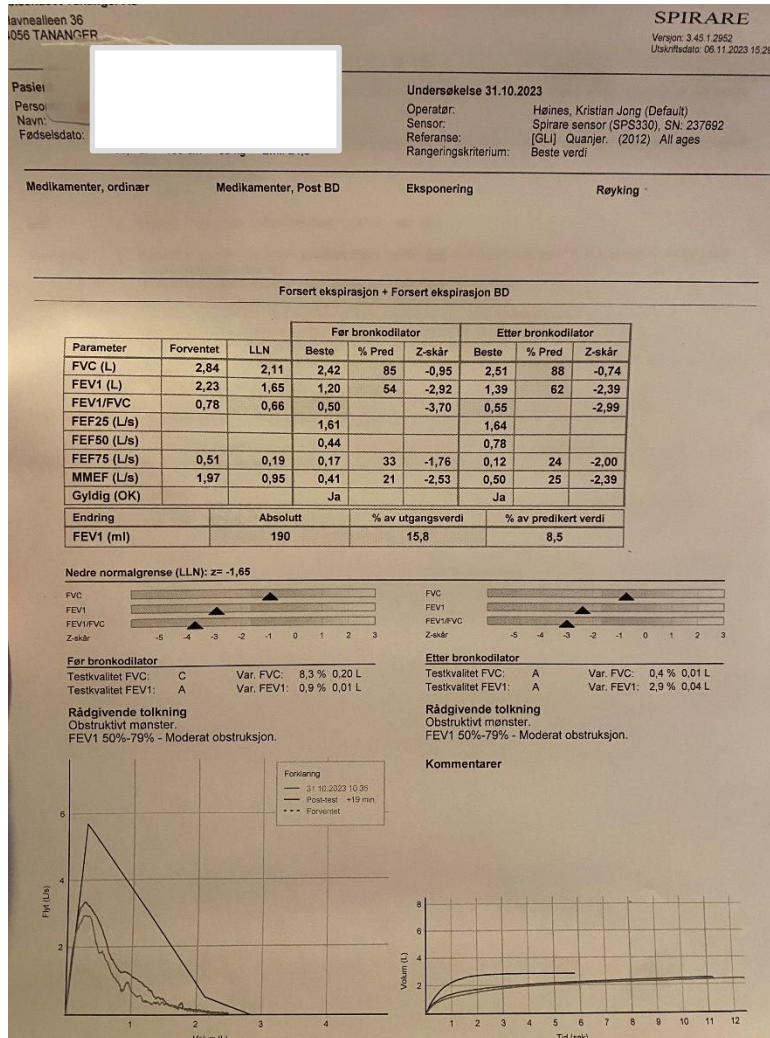 avnealleen 36
056 TANANGER
SPIRARE
Versjon: 3.45.1.2952
Utskriftsdato: 06.11.2023 15:29
Pasie
Perso
Navn:
Fødselsdato:
Undersøkelse 31.10.2023
Operatør: Høines, Kristian Jong (Default)
Sensor: Spirare sensor (SPS330), SN: 237692
Referanse: [GLI] Quanjer. (2012) All ages
Rangeringskriterium: Beste verdi
Medikamenter, ordinær Medikamenter, Post BD Eksponering Røyking
Forsert ekspirasjon + Forsert ekspirasjon BD
Før bronkodilator Etter bronkodilator
Parameter Forventet LLN Beste % Pred Z-skår Beste % Pred Z-skår
FVC (L) 2,84 2,11 2,42 85 -0,95 2,51 88 -0,74
FEV1 (L) 2,23 1,65 1,20 54 -2,92 1,39 62 -2,39
FEV1/FVC 0,78 0,66 0,50 -3,70 0,55 -2,99
FEF25 (L/s) 1,61 1,64
FEF50 (L/s) 0,44 0,78
FEF75 (L/s) 0,51 0,19 0,17 33 -1,76 0,12 24 -2,00
MMEF (L/s) 1,97 0,95 0,41 21 -2,53 0,50 25 -2,39
Gyldig (OK) Ja Ja
Endring Absolutt % av utgangsverdi % av predikert verdi
FEV1 (ml) 190 15,8 8,5
Nedre normalgrense (LLN): z= -1,65
FVC
FEV1
FEV1/FVC
Z-skår -5 -4 -3 -2 -1 0 1 2 3
FVC
FEV1
FEV1/FVC
Z-skår -5 -4 -3 -2 -1 0 1 2 3
Før bronkodilator
Testkvalitet FVC: C Var. FVC: 8,3 % 0,20 L
Testkvalitet FEV1: A Var. FEV1: 0,9 % 0,01 L
Rådgivende tolkning
Obstruktivt mønster.
FEV1 50%-79% - Moderat obstruksjon.
Etter bronkodilator
Testkvalitet FVC: A Var. FVC: 0,4 % 0,01 L
Testkvalitet FEV1: A Var. FEV1: 2,9 % 0,04 L
Rådgivende tolkning
Obstruktivt mønster.
FEV1 50%-79% - Moderat obstruksjon.
Kommentarer
Forklaring
31.10.2023 10:36
Post-test +19 min
Forventet
Flyt (L/s)
6
4
2
1 2 3 4
Volum (L)
8
6
4
2
1 2 3 4 5 6 7 8 9 10 11 12